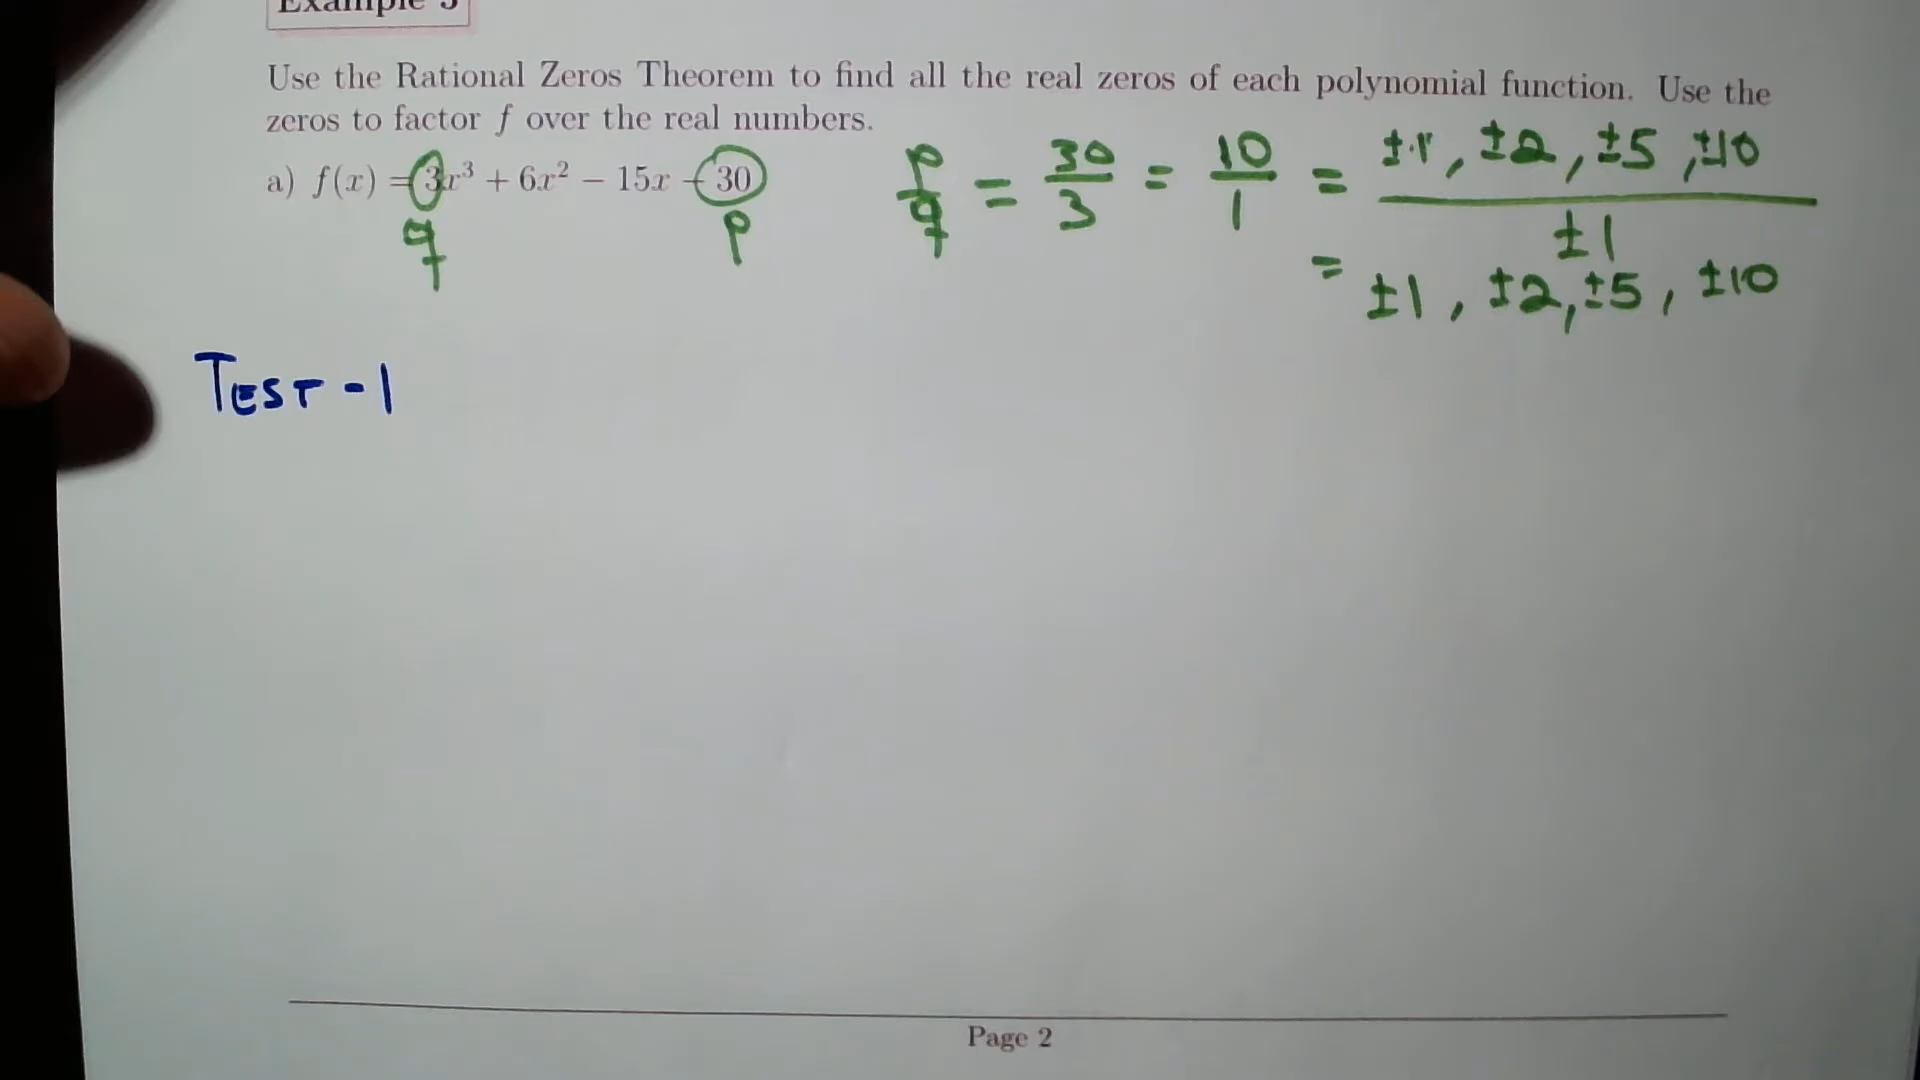 Example 3
Use the Rational Zeros Theorem to find all the real zeros of each polynomial function. Use the
zeros to factor f over the real numbers.
a) f(x) = 3x³ + 6x² − 15x − 30
q p
p/q = 30/3 = 10/1 = ±1, ±2, ±5, ±10 / ±1
= ±1, ±2, ±5, ±10
TEST -1
Page 2